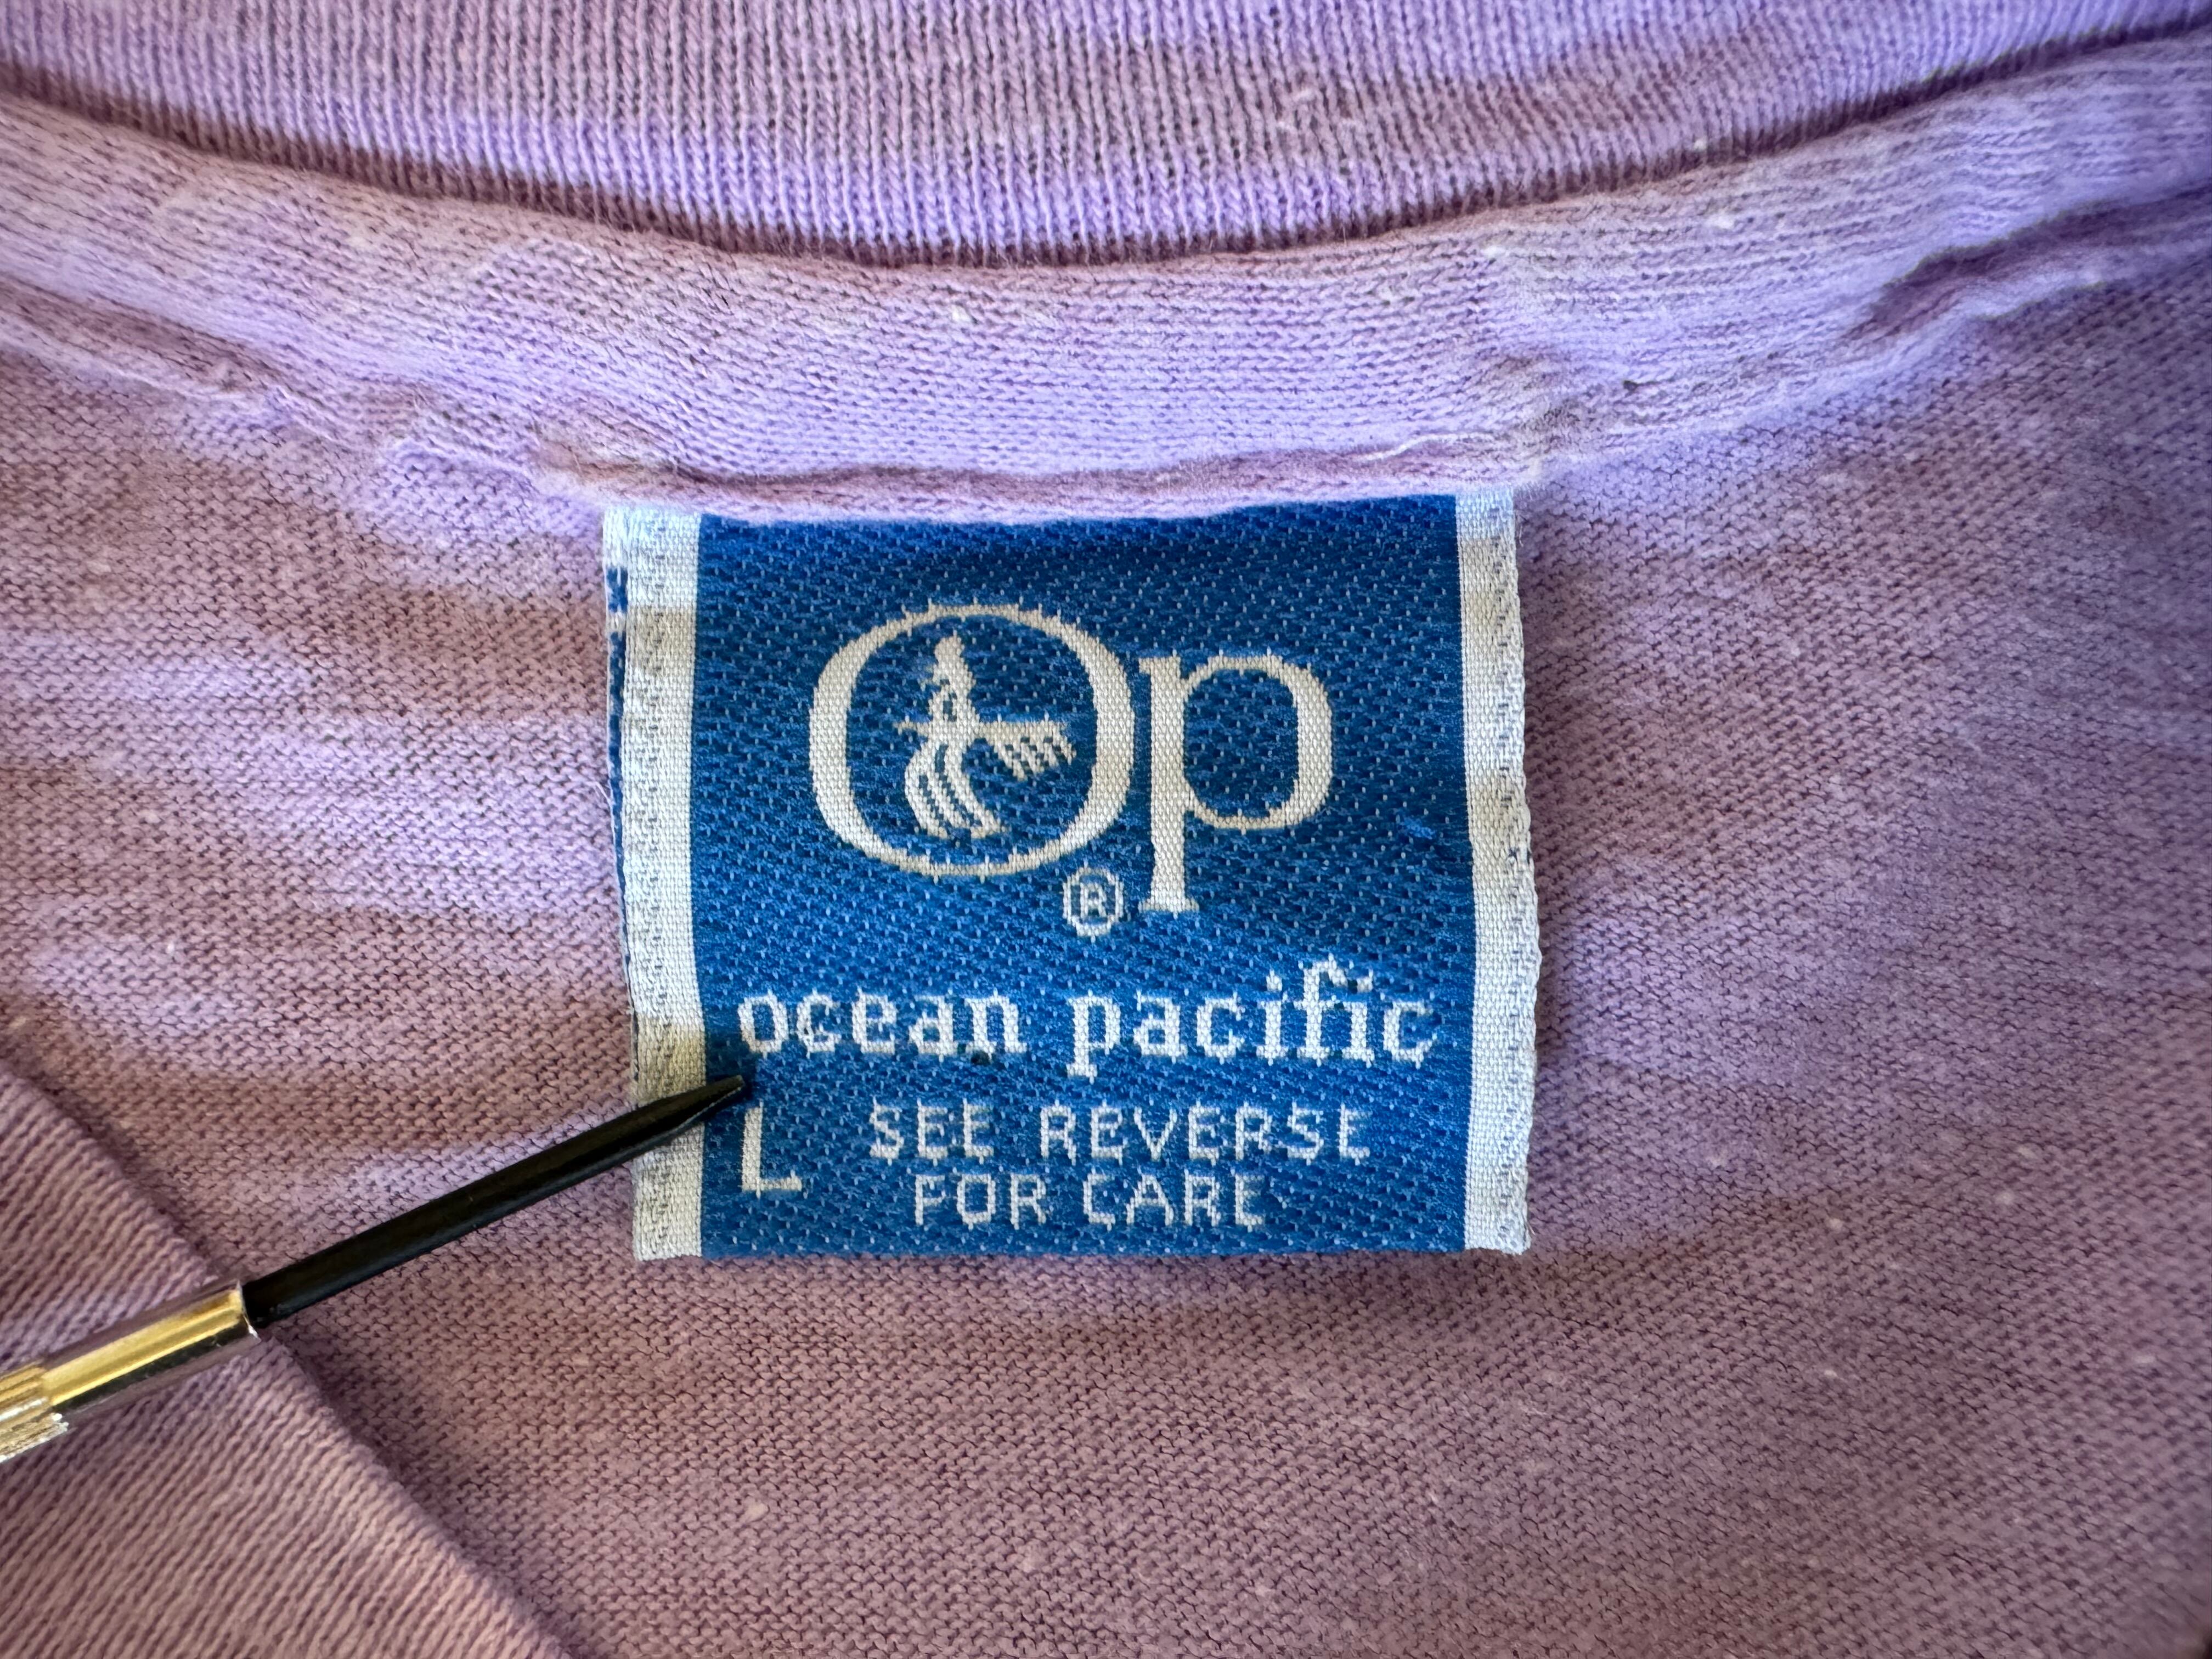 Op
®
ocean pacific
L SEE REVERSE
FOR CARE